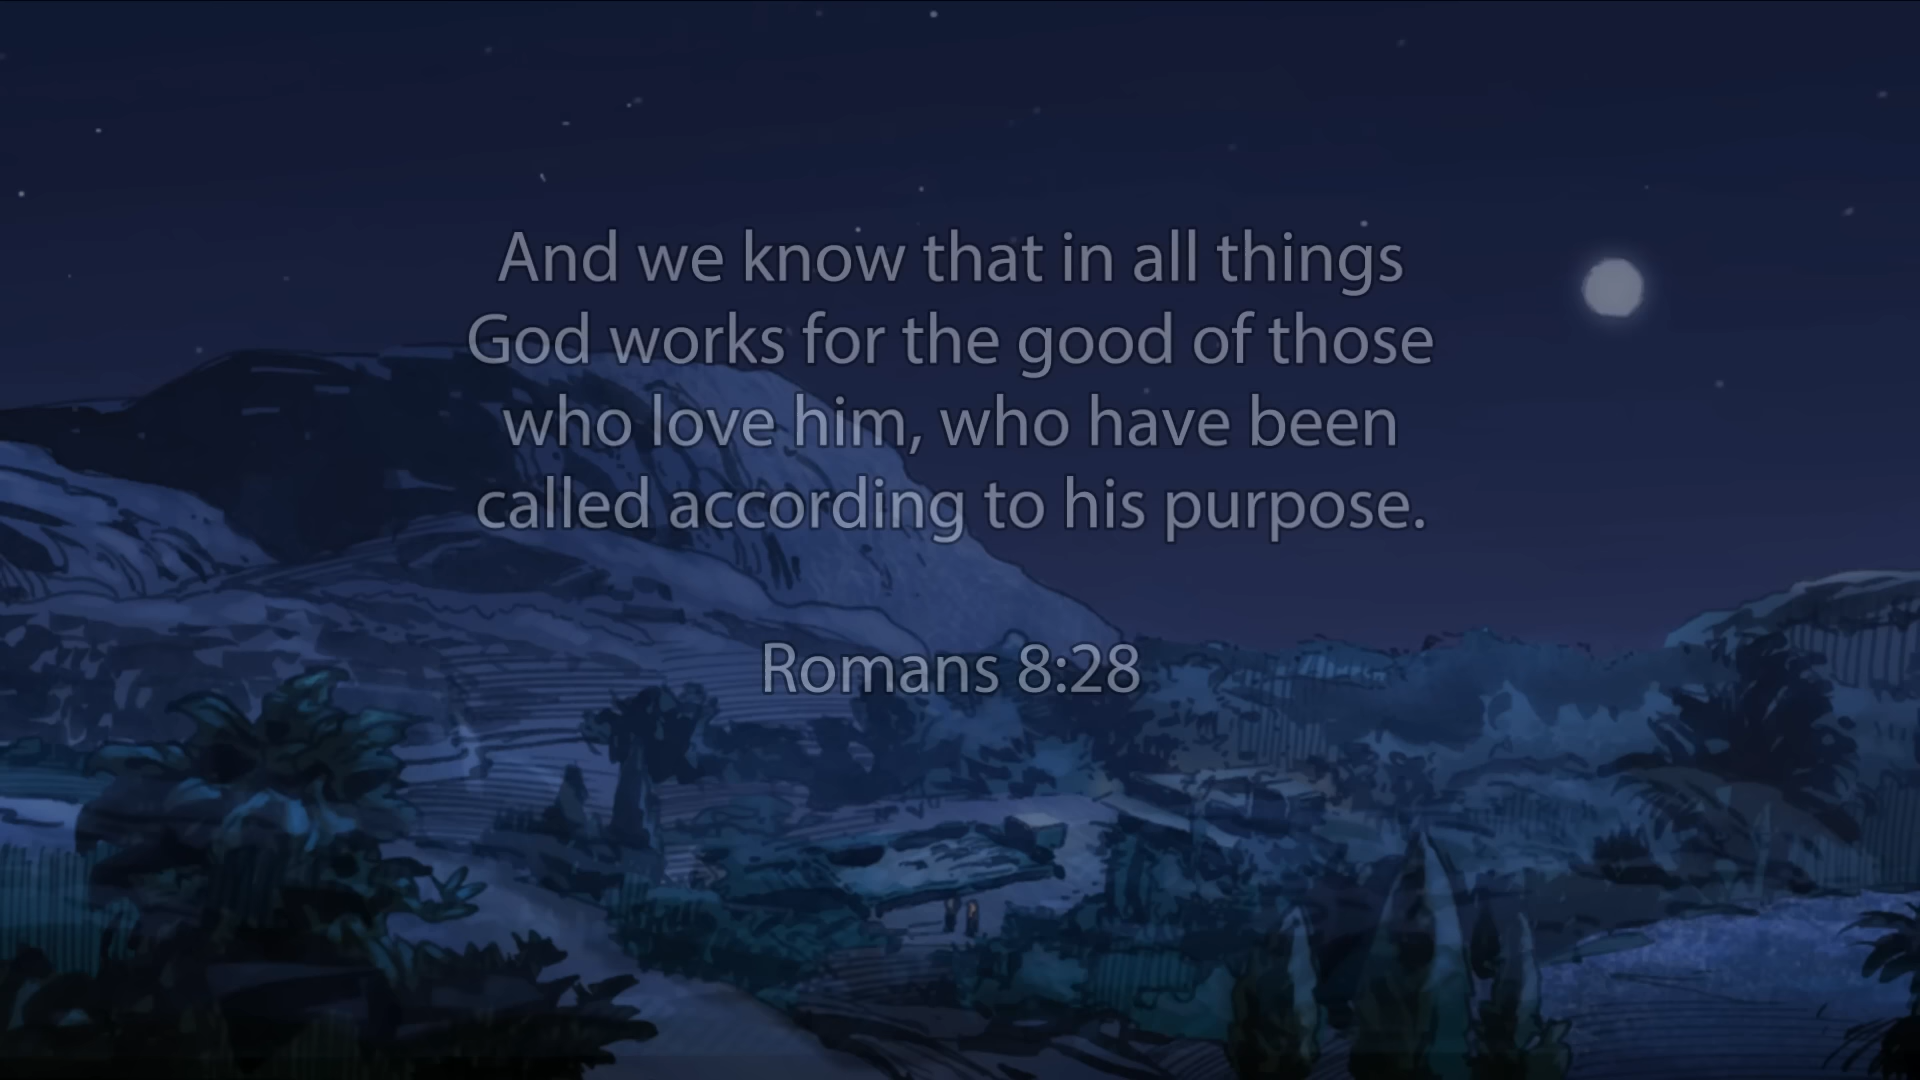 And we know that in all things
God works for the good of those
who love him, who have been
called according to his purpose.
Romans 8:28